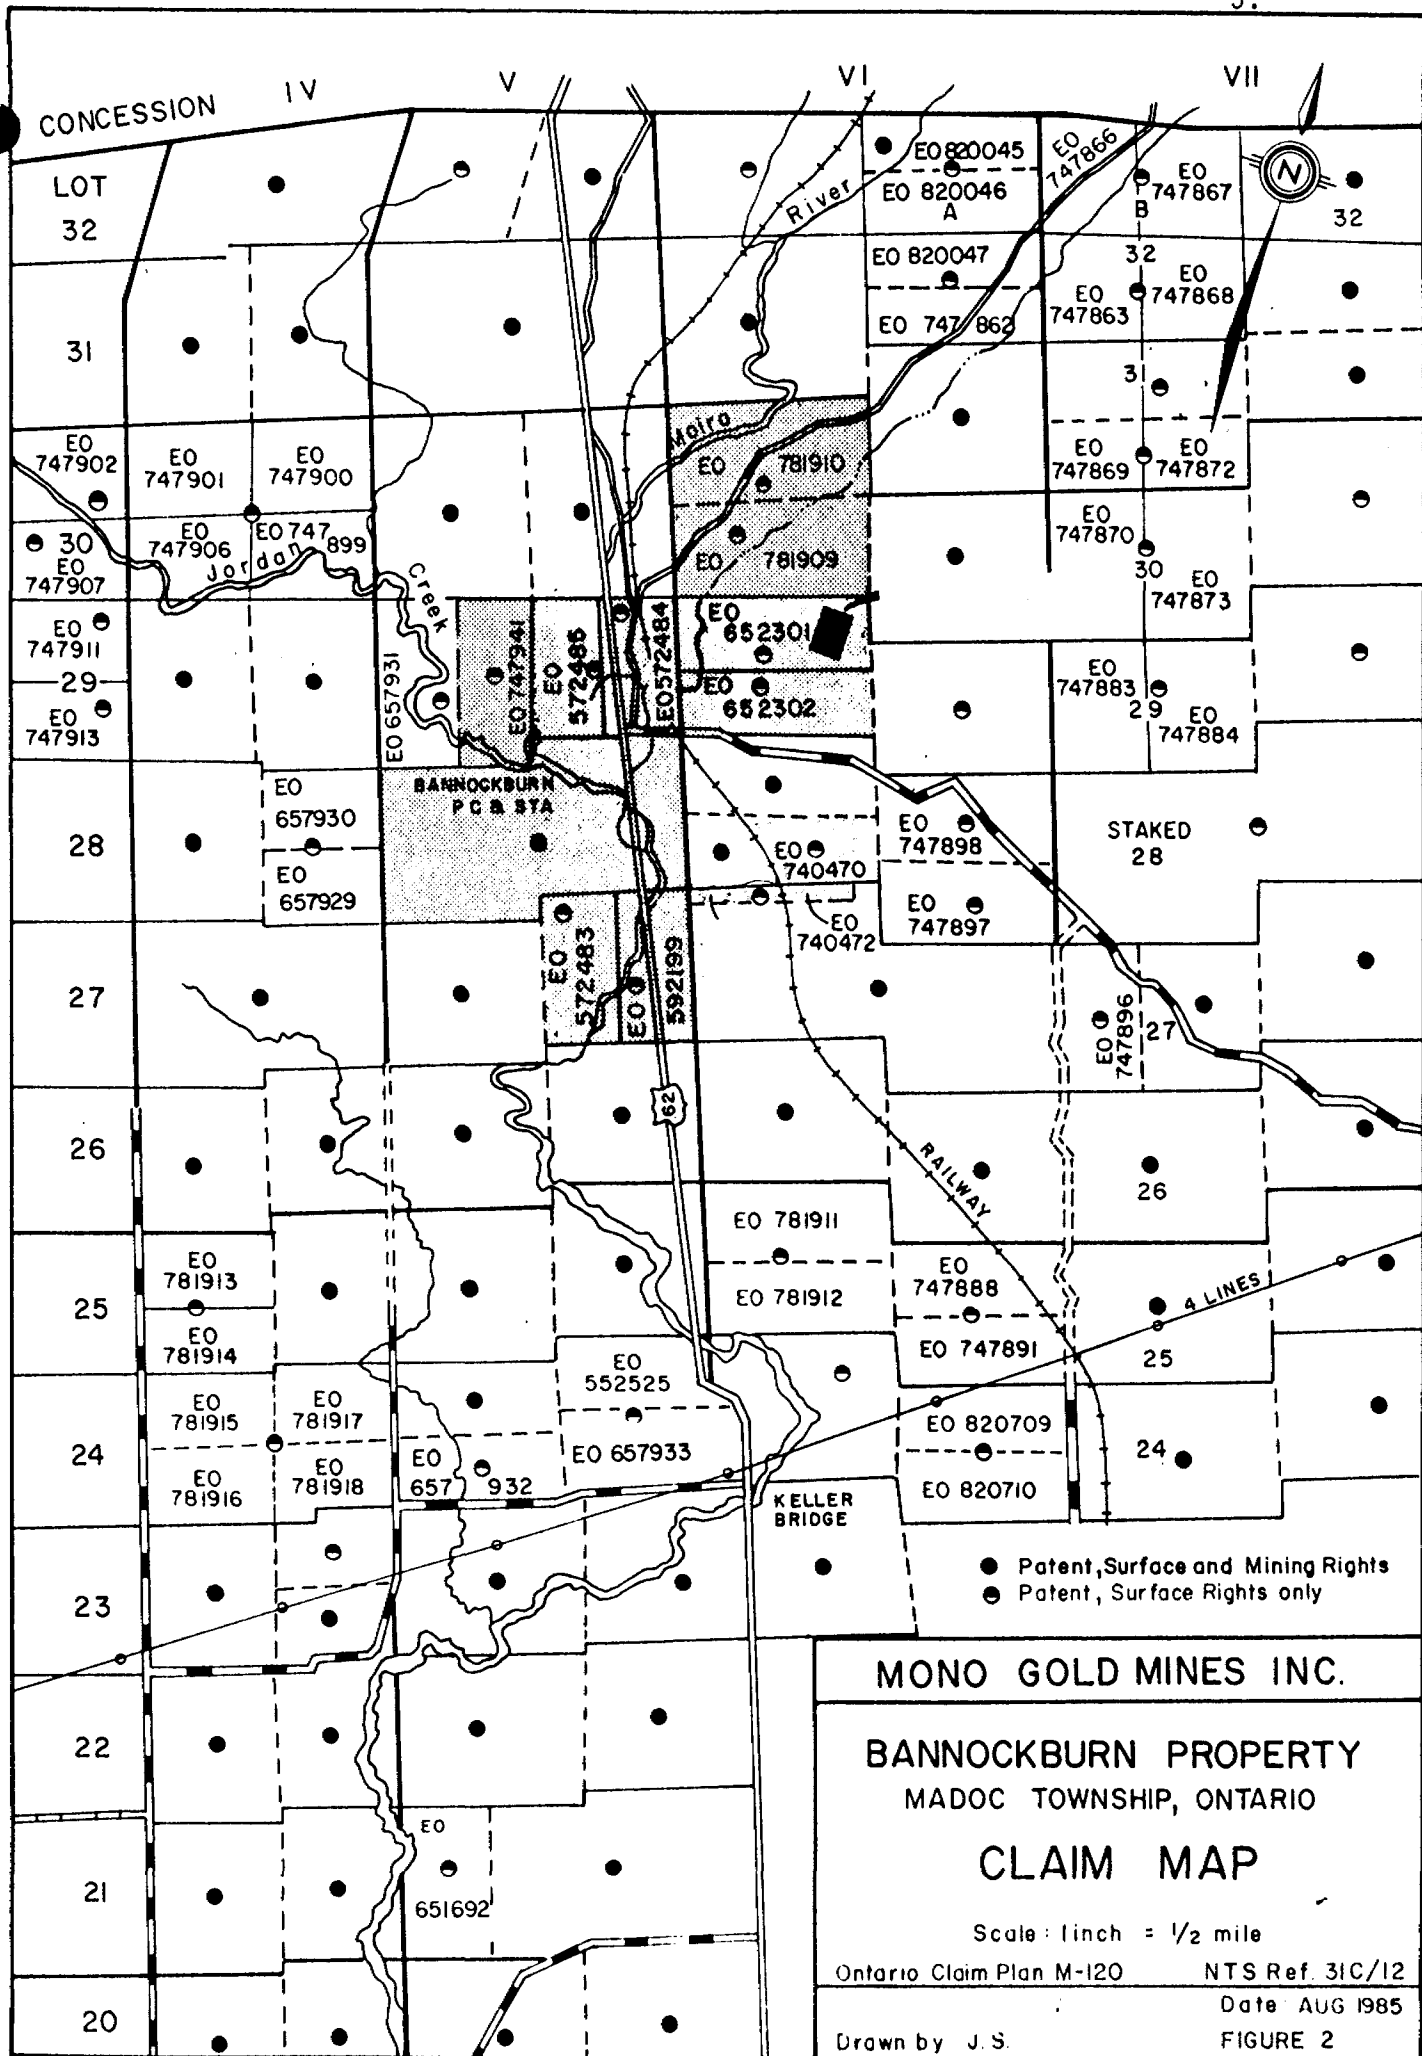 CONCESSION IV V VI VII
LOT
32
EO 820045
EO 820046
A
EO
747866
EO
747867
B
32
N
32
River
EO 820047
EO
747863
EO
747868
EO 747 862
31
31
Moira
EO
747902
EO
747901
EO
747900
EO 781910
EO
747869
EO
747872
30
EO
747907
EO
747906
EO 747
899
Jordan
Creek
EO 781909
EO
747870
30
EO
747873
EO
747911
29
EO
747913
EO 657931
EO 747941
EO
572485
EO572484
EO
652301
EO
652302
EO
747883
29
EO
747884
28
EO
657930
EO
657929
BANNOCKBURN
P C B STA
EO
740470
EO
740472
EO
747898
EO
747897
STAKED
28
27
EO
572483
EO
592199
EO
747896
27
26
62
RAILWAY
26
25
EO
781913
EO
781914
EO 781911
EO 781912
EO
747888
EO 747891
4 LINES
25
24
EO
781915
EO
781917
EO
781916
EO
781918
EO
657 932
EO
552525
EO 657933
EO 820709
EO 820710
24
KELLER
BRIDGE
23
Patent, Surface and Mining Rights
Patent, Surface Rights only
22
21
EO
651692
20
MONO GOLD MINES INC.
BANNOCKBURN PROPERTY
MADOC TOWNSHIP, ONTARIO
CLAIM MAP
Scale : 1 inch = 1/2 mile
Ontario Claim Plan M-120 NTS Ref. 31C/12
Date AUG 1985
Drawn by J.S. FIGURE 2